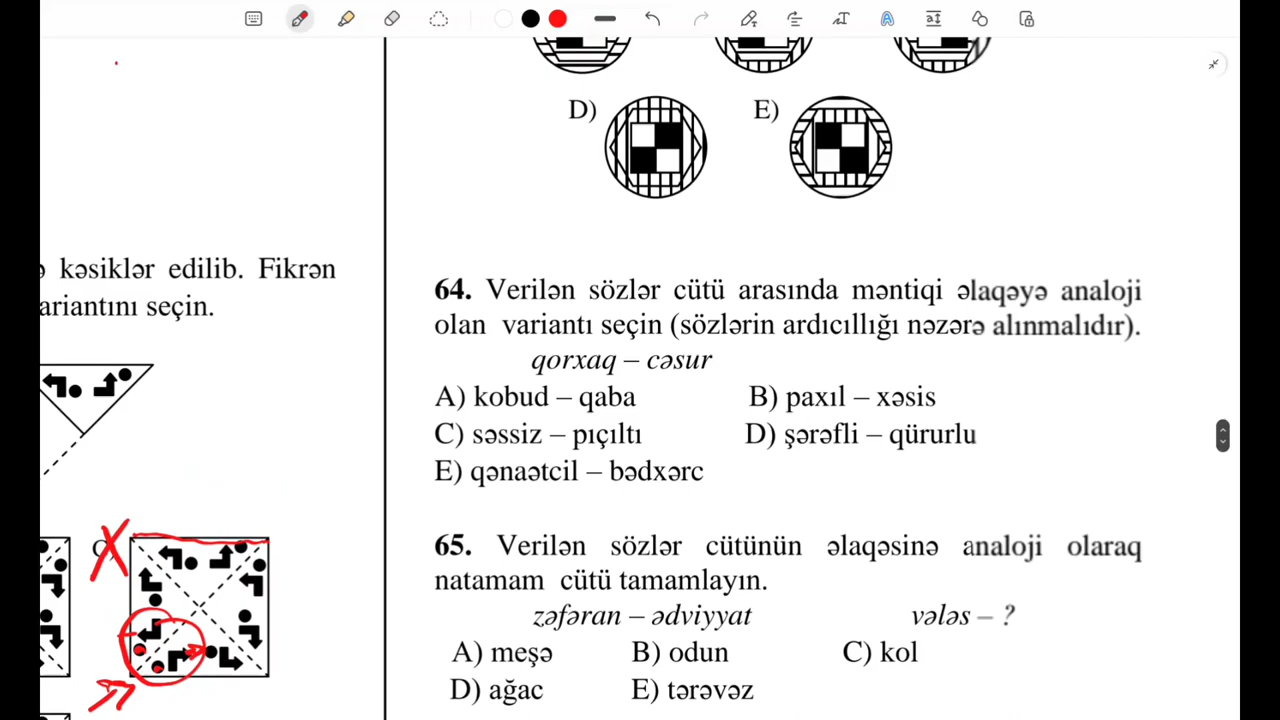 D)
E)
ə kəsiklər edilib. Fikrən
ariantını seçin.
64. Verilən sözlər cütü arasında məntiqi əlaqəyə analoji
olan variantı seçin (sözlərin ardıcıllığı nəzərə alınmalıdır).
qorxaq – cəsur
A) kobud – qaba
B) paxıl – xəsis
C) səssiz – pıçıltı
D) şərəfli – qürurlu
E) qənaətcil – bədxərc
65. Verilən sözlər cütünün əlaqəsinə analoji olaraq
natamam cütü tamamlayın.
zəfəran – ədviyyat vələs – ?
A) meşə B) odun C) kol
D) ağac E) tərəvəz